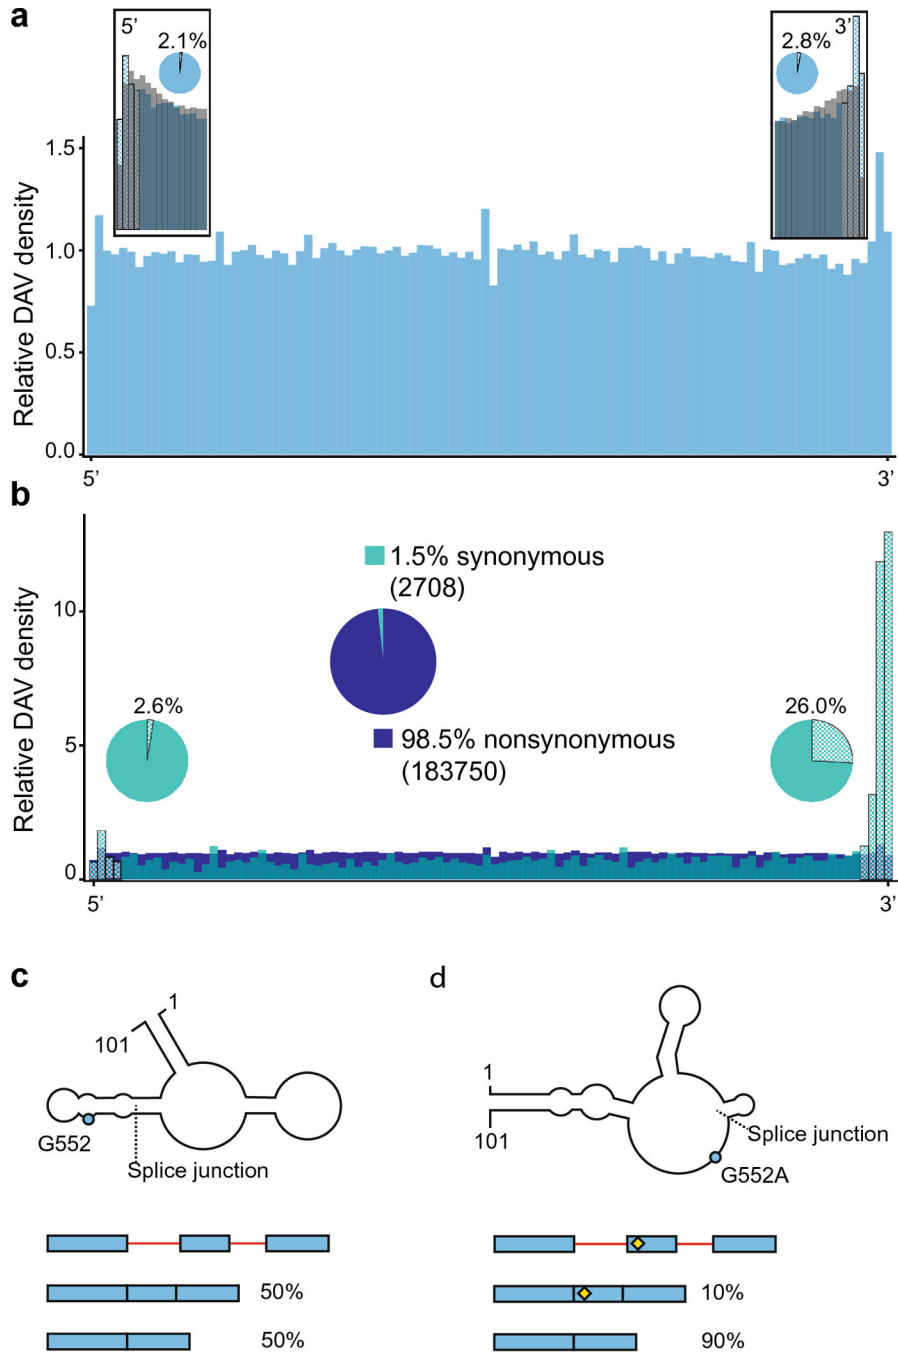 a
5’
2.1%
3’
2.8%
Relative DAV density
1.5
1.0
0.5
0.0
5’
3’
b
Relative DAV density
10
5
0
1.5% synonymous
(2708)
2.6%
26.0%
98.5% nonsynonymous
(183750)
5’
3’
c
1
101
G552
Splice junction
50%
50%
d
1
101
Splice junction
G552A
10%
90%